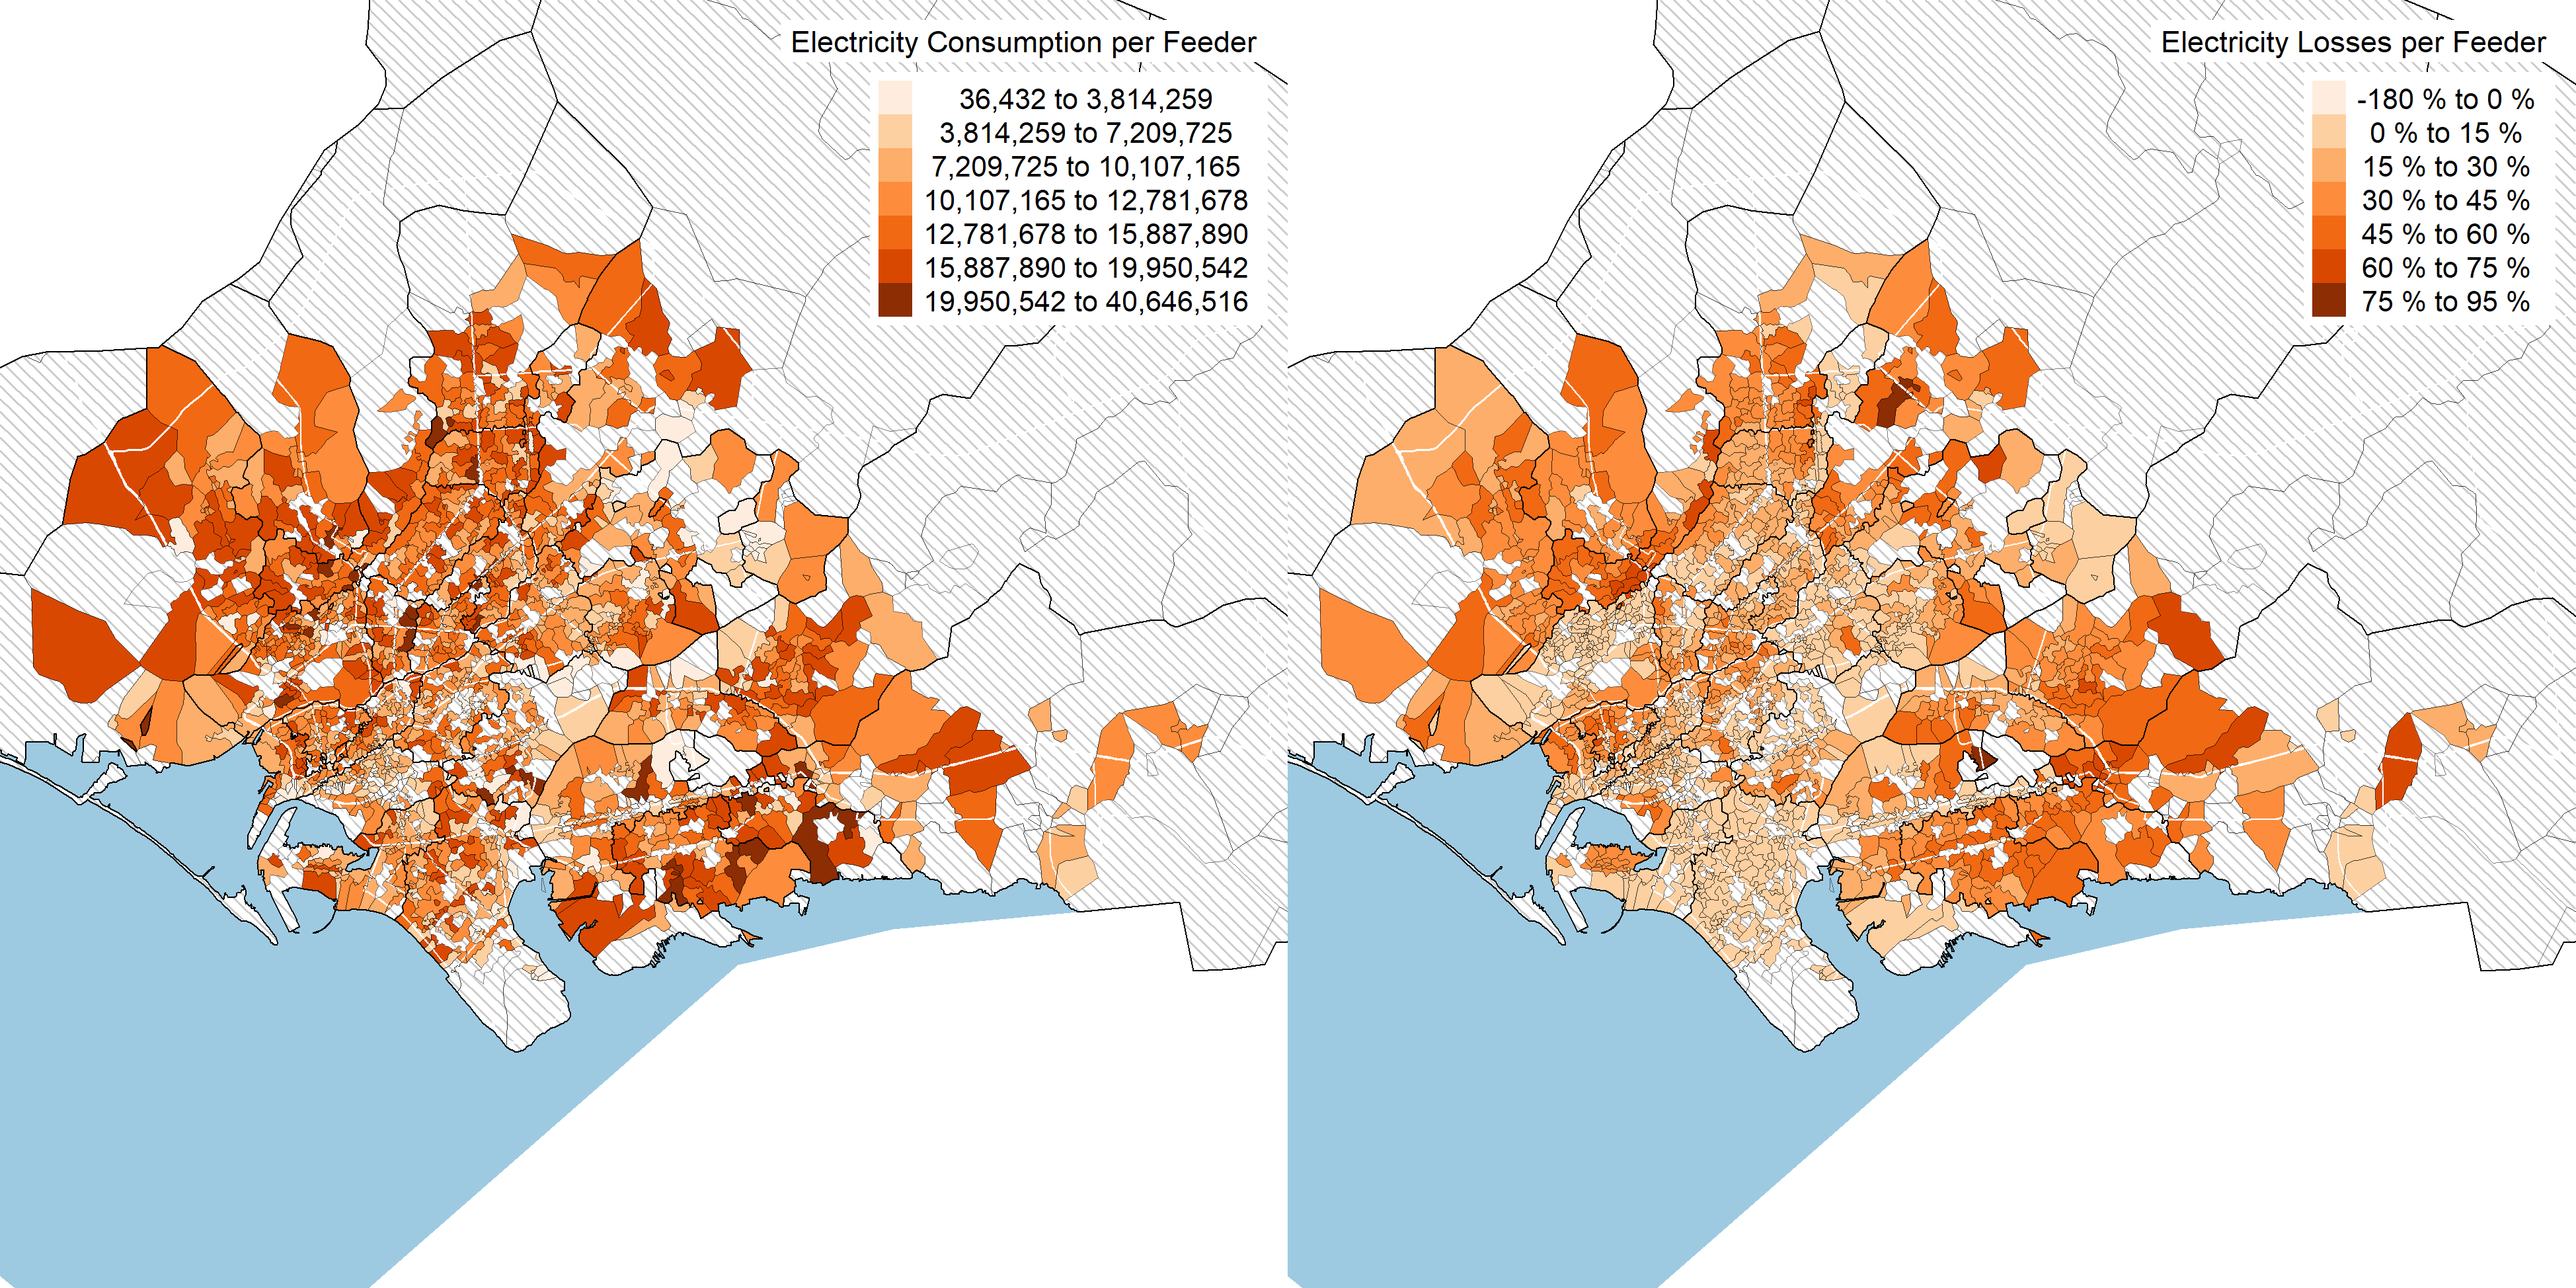 Electricity Consumption per Feeder
36,432 to 3,814,259
3,814,259 to 7,209,725
7,209,725 to 10,107,165
10,107,165 to 12,781,678
12,781,678 to 15,887,890
15,887,890 to 19,950,542
19,950,542 to 40,646,516
Electricity Losses per Feeder
-180 % to 0 %
0 % to 15 %
15 % to 30 %
30 % to 45 %
45 % to 60 %
60 % to 75 %
75 % to 95 %